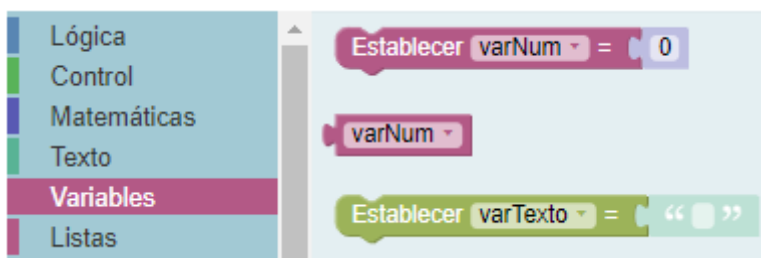 Lógica
Control
Matemáticas
Texto
Variables
Listas
Establecer varNum = 0
varNum
Establecer varTexto = “ ”